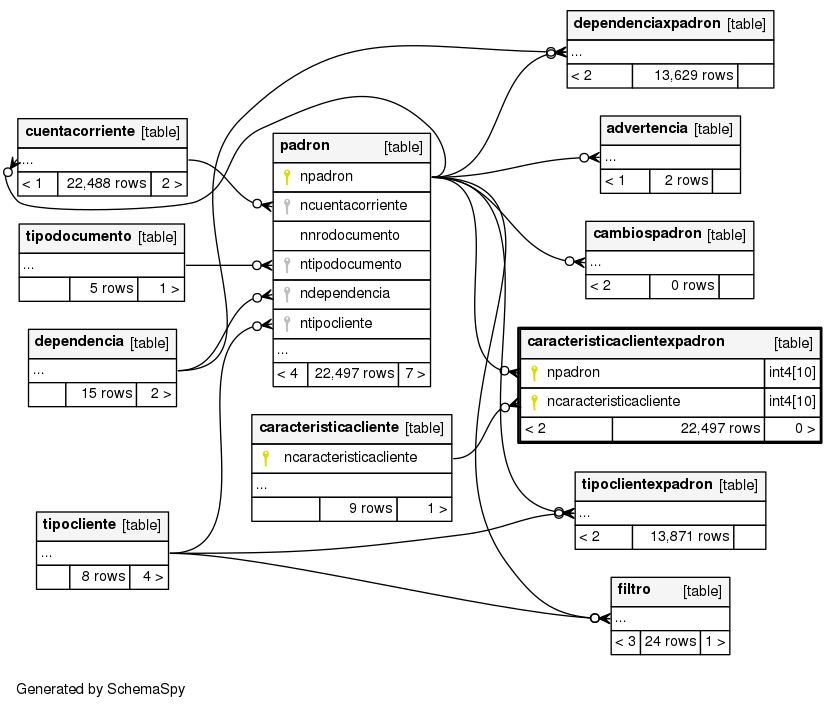 dependenciaxpadron [table]
...
< 2 13,629 rows
cuentacorriente [table]
...
< 1 22,488 rows 2 >
padron [table]
npadron
ncuentacorriente
nnrodocumento
ntipodocumento
ndependencia
ntipocliente
...
< 4 22,497 rows 7 >
advertencia [table]
...
< 1 2 rows
tipodocumento [table]
...
5 rows 1 >
cambiospadron [table]
...
< 2 0 rows
dependencia [table]
...
15 rows 2 >
caracteristicaclientexpadron [table]
npadron int4[10]
ncaracteristicacliente int4[10]
< 2 22,497 rows 0 >
caracteristicacliente [table]
ncaracteristicacliente
...
9 rows 1 >
tipoclientexpadron [table]
...
< 2 13,871 rows
tipocliente [table]
...
8 rows 4 >
filtro [table]
...
< 3 24 rows 1 >
Generated by SchemaSpy